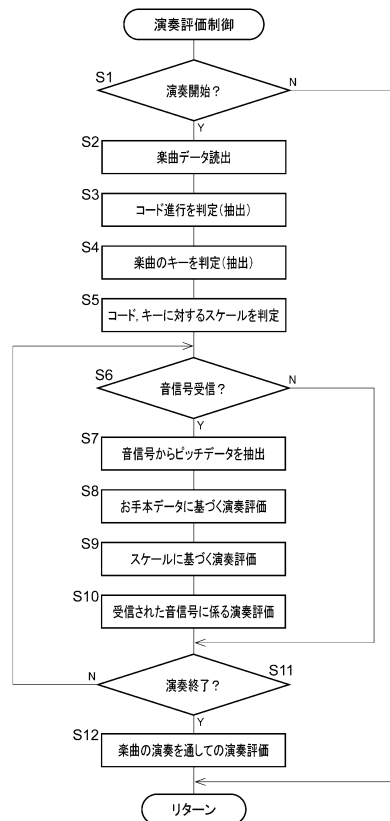 演奏評価制御
S1
演奏開始？
N
Y
S2
楽曲データ読出
S3
コード進行を判定（抽出）
S4
楽曲のキーを判定（抽出）
S5
コード，キーに対するスケールを判定
S6
音信号受信？
N
Y
S7
音信号からピッチデータを抽出
S8
お手本データに基づく演奏評価
S9
スケールに基づく演奏評価
S10
受信された音信号に係る演奏評価
S11
N
演奏終了？
Y
S12
楽曲の演奏を通しての演奏評価
リターン